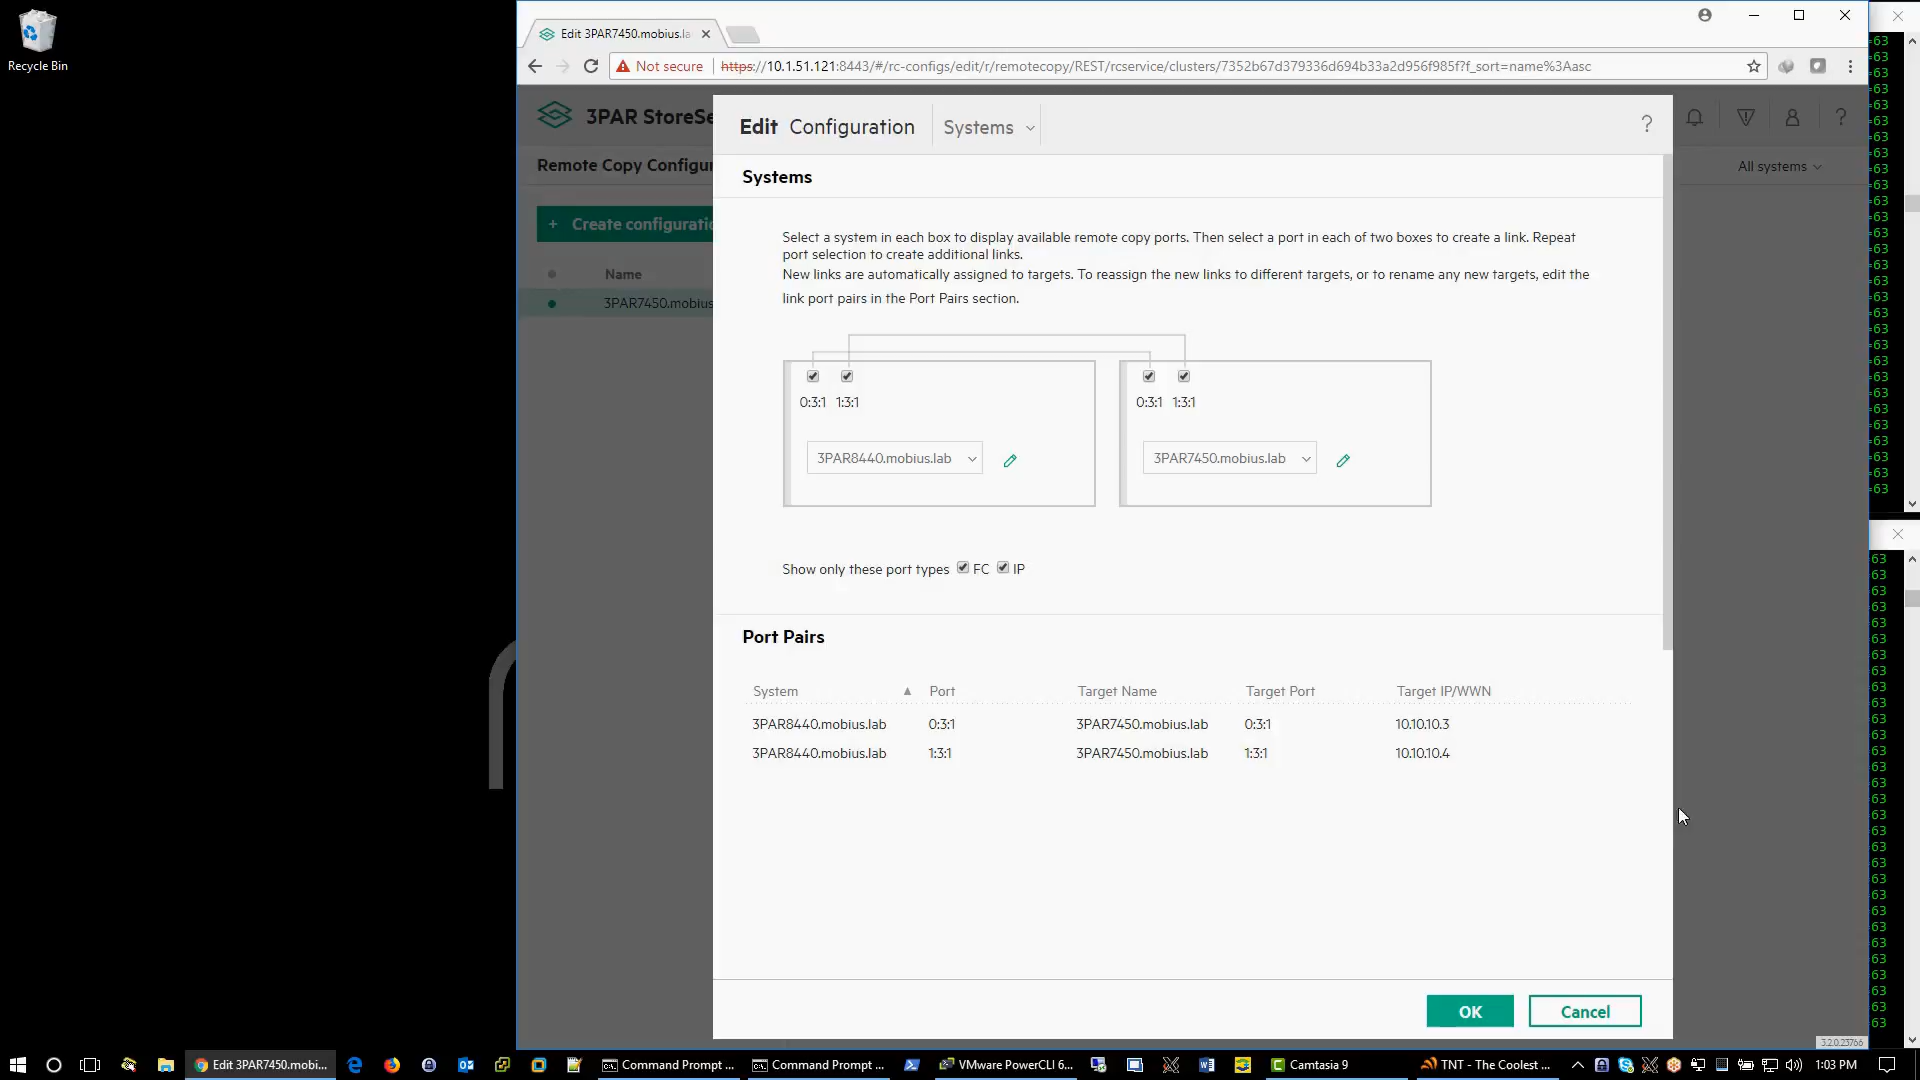 Recycle Bin
Edit 3PAR7450.mobius.la
Not secure
https://10.1.51.121:8443/#/rc-configs/edit/r/remotecopy/REST/rcservice/clusters/7352b67d379336d694b33a2d956f985f?f_sort=name%3Aasc
3PAR StoreSe
Edit Configuration Systems
?
?
Remote Copy Configur
All systems
+ Create configuratio
Name
3PAR7450.mobius
Systems
Select a system in each box to display available remote copy ports. Then select a port in each of two boxes to create a link. Repeat
port selection to create additional links.
New links are automatically assigned to targets. To reassign the new links to different targets, or to rename any new targets, edit the
link port pairs in the Port Pairs section.
0:3:1 1:3:1
0:3:1 1:3:1
3PAR8440.mobius.lab
3PAR7450.mobius.lab
Show only these port types FC IP
Port Pairs
System Port Target Name Target Port Target IP/WWN
3PAR8440.mobius.lab 0:3:1 3PAR7450.mobius.lab 0:3:1 10.10.10.3
3PAR8440.mobius.lab 1:3:1 3PAR7450.mobius.lab 1:3:1 10.10.10.4
OK Cancel
3.2.0.23766
Edit 3PAR7450.mobi...
Command Prompt ...
Command Prompt ...
VMware PowerCLI 6...
Camtasia 9
TNT - The Coolest ...
1:03 PM